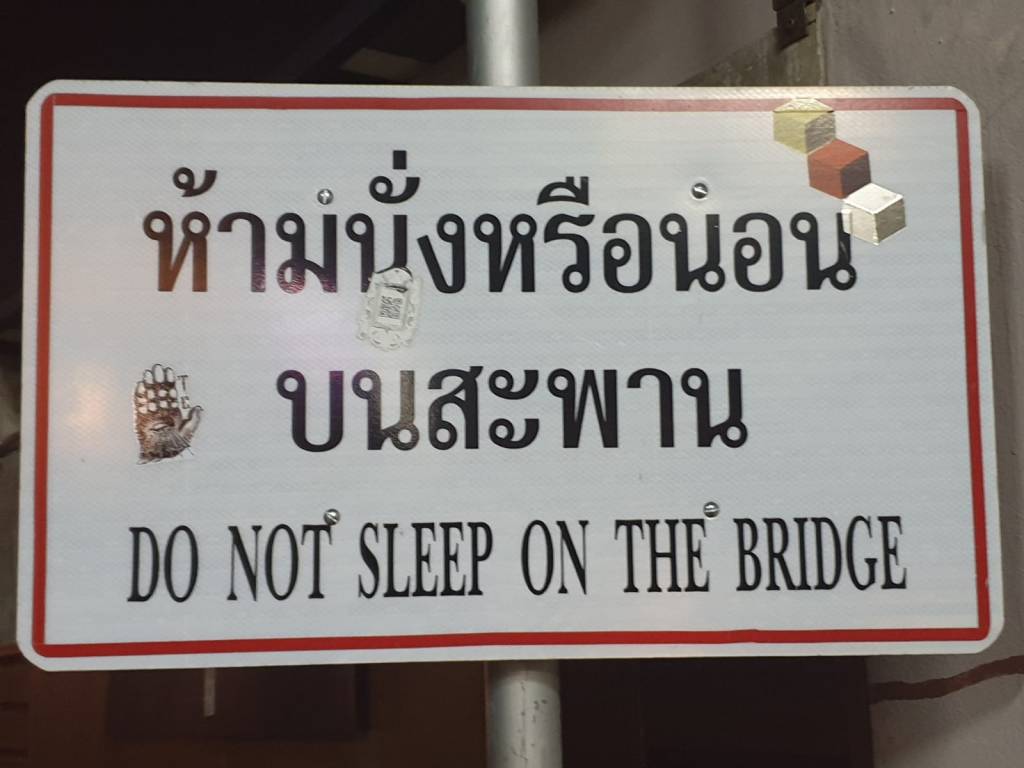 ห้ามนั่งหรือนอน
บนสะพาน
DO NOT SLEEP ON THE BRIDGE